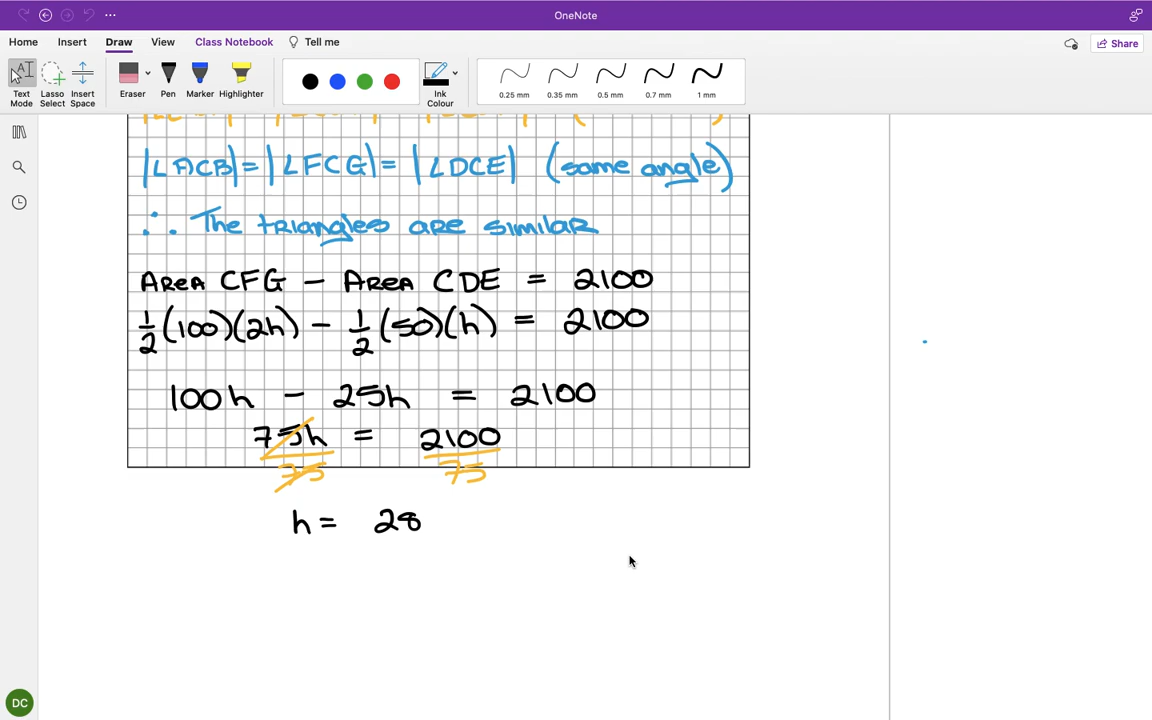 OneNote
Home Insert Draw View Class Notebook Tell me
Share
Text Mode
Lasso Select
Insert Space
Eraser
Pen
Marker
Highlighter
Ink Colour
0.25 mm 0.35 mm 0.5 mm 0.7 mm 1 mm
|∠ACB| = |∠FCG| = |∠DCE| (same angle)
∴ The triangles are similar
Area CFG - Area CDE = 2100
1/2 (100)(2h) - 1/2 (50)(h) = 2100
100h - 25h = 2100
75h/75 = 2100/75
h = 28
DC